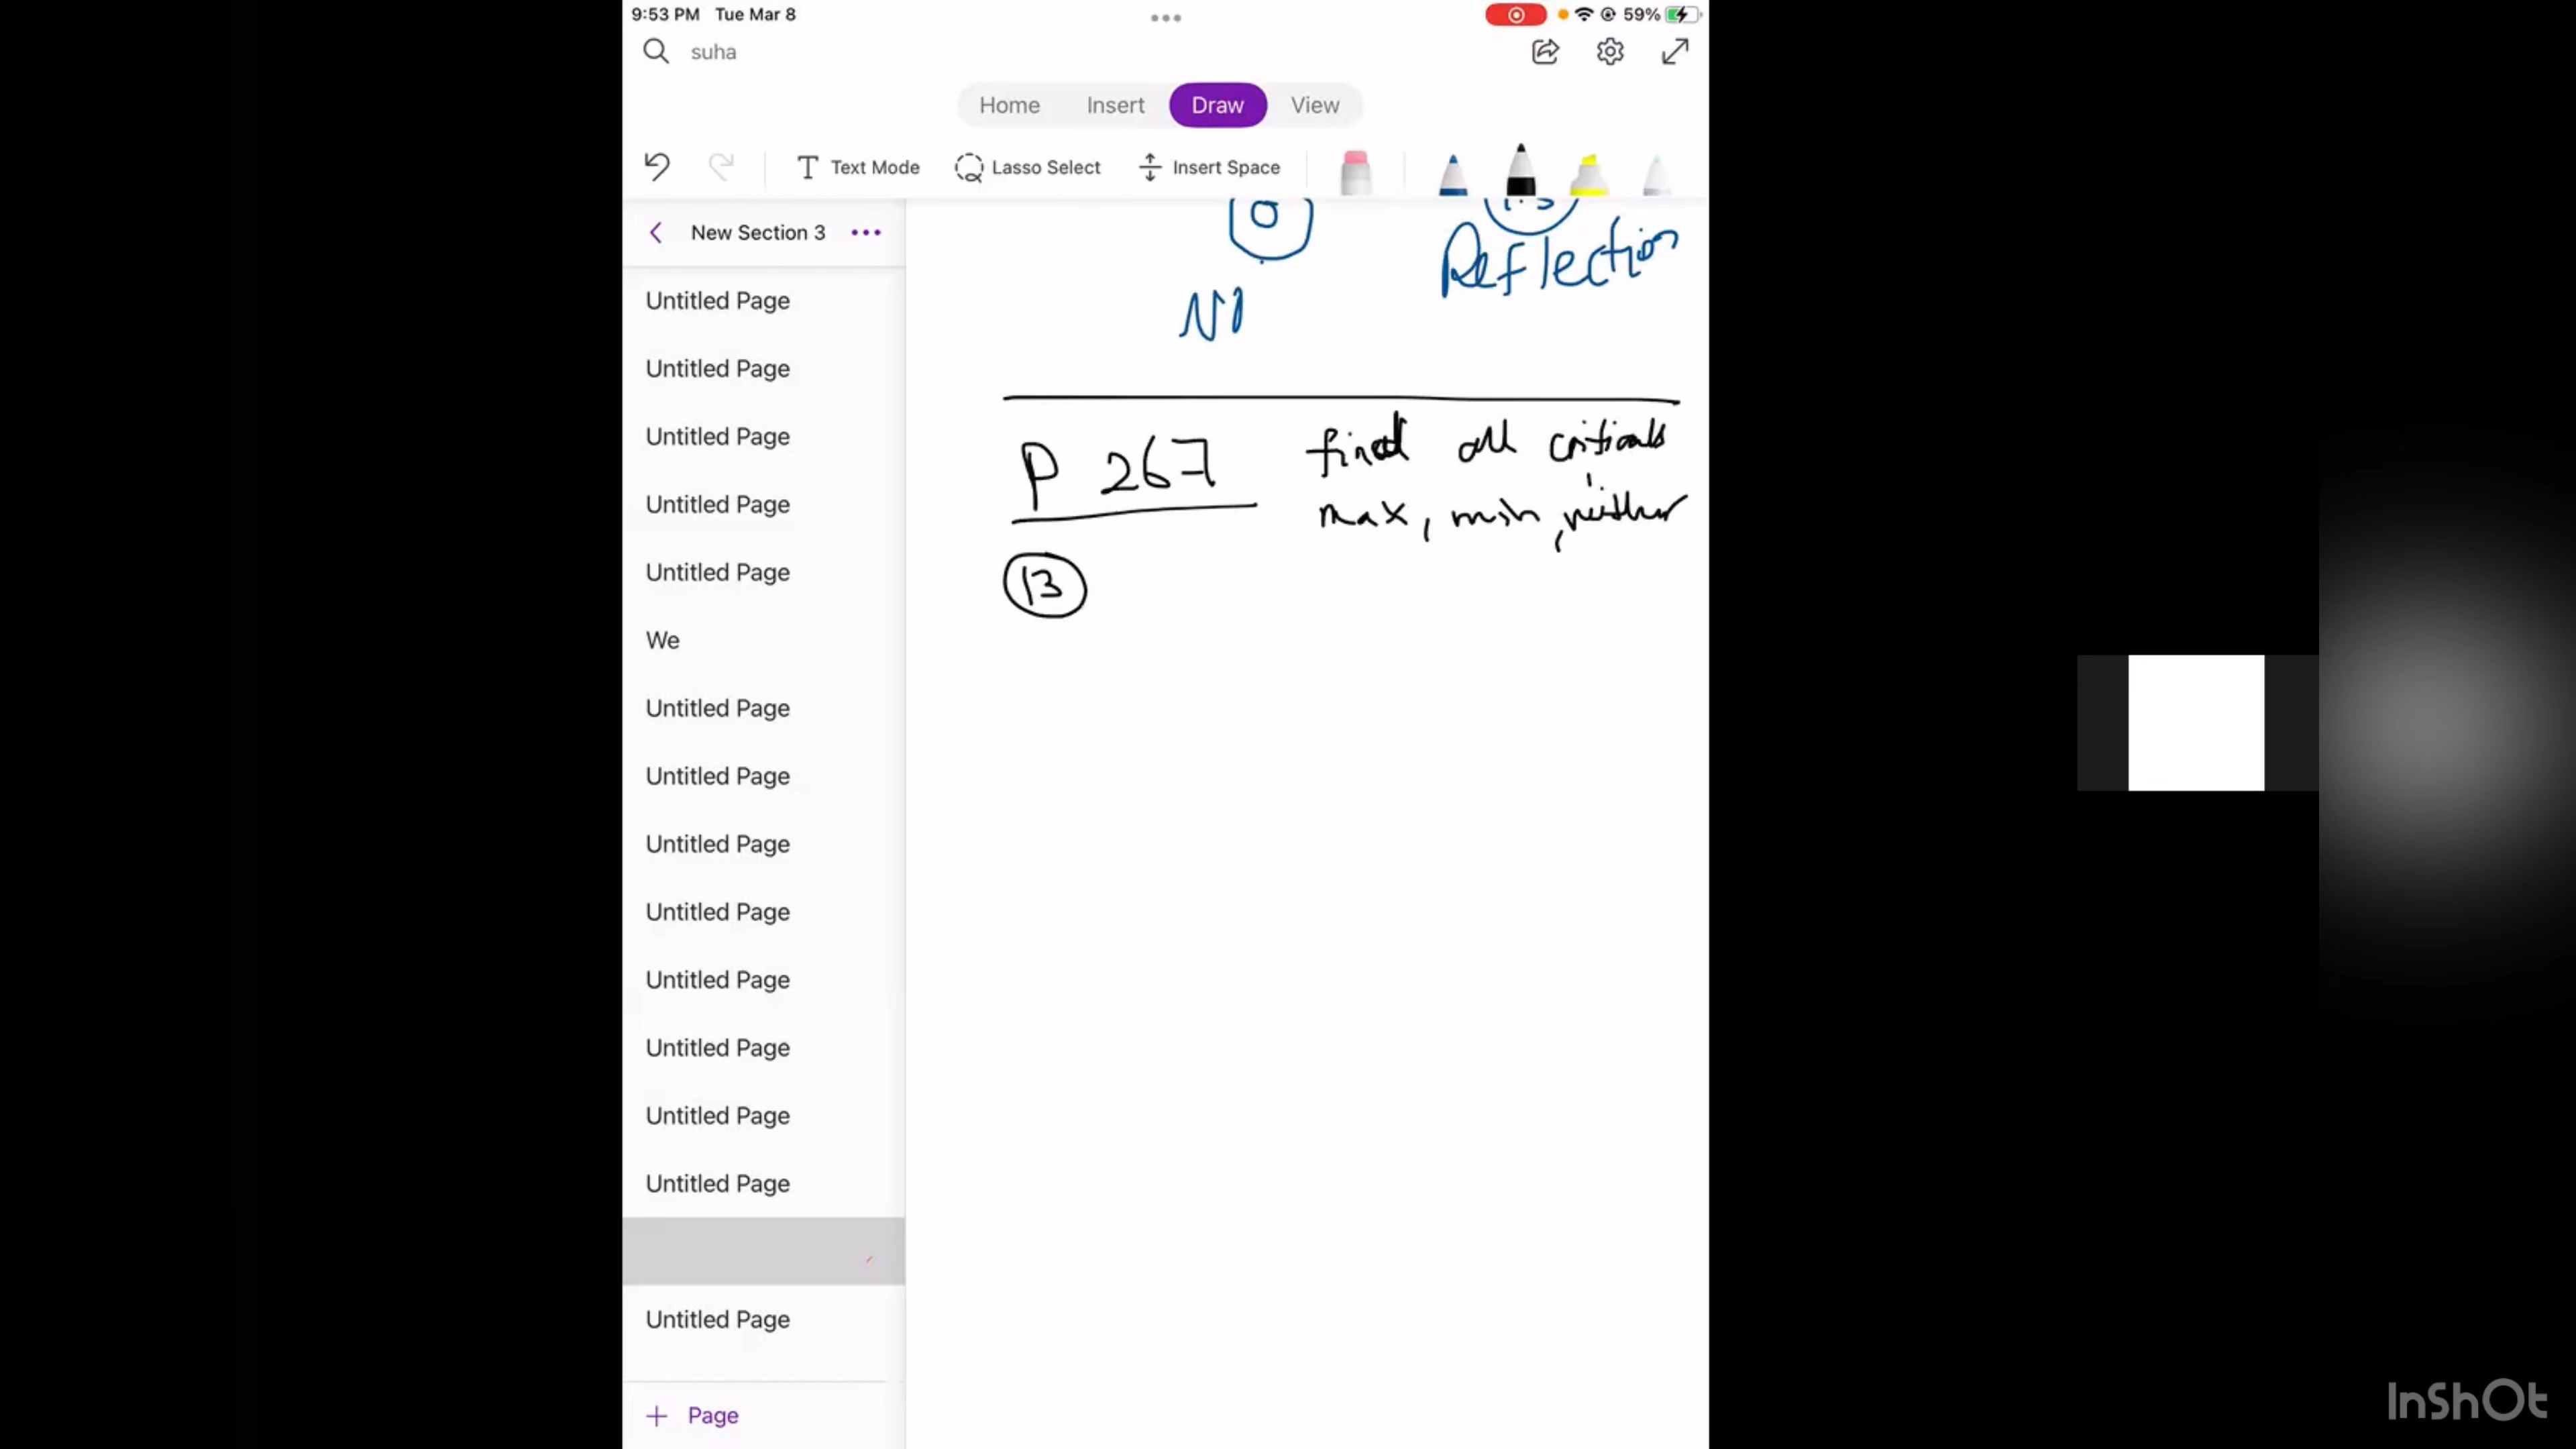 9:53 PM Tue Mar 8
59%
suha
Home Insert Draw View
Text Mode Lasso Select Insert Space
New Section 3
Untitled Page
Untitled Page
Untitled Page
Untitled Page
Untitled Page
We
Untitled Page
Untitled Page
Untitled Page
Untitled Page
Untitled Page
Untitled Page
Untitled Page
Untitled Page
Untitled Page
Page
0
Reflection
P 267 find all criticals
max, min, neither
13
InShOt